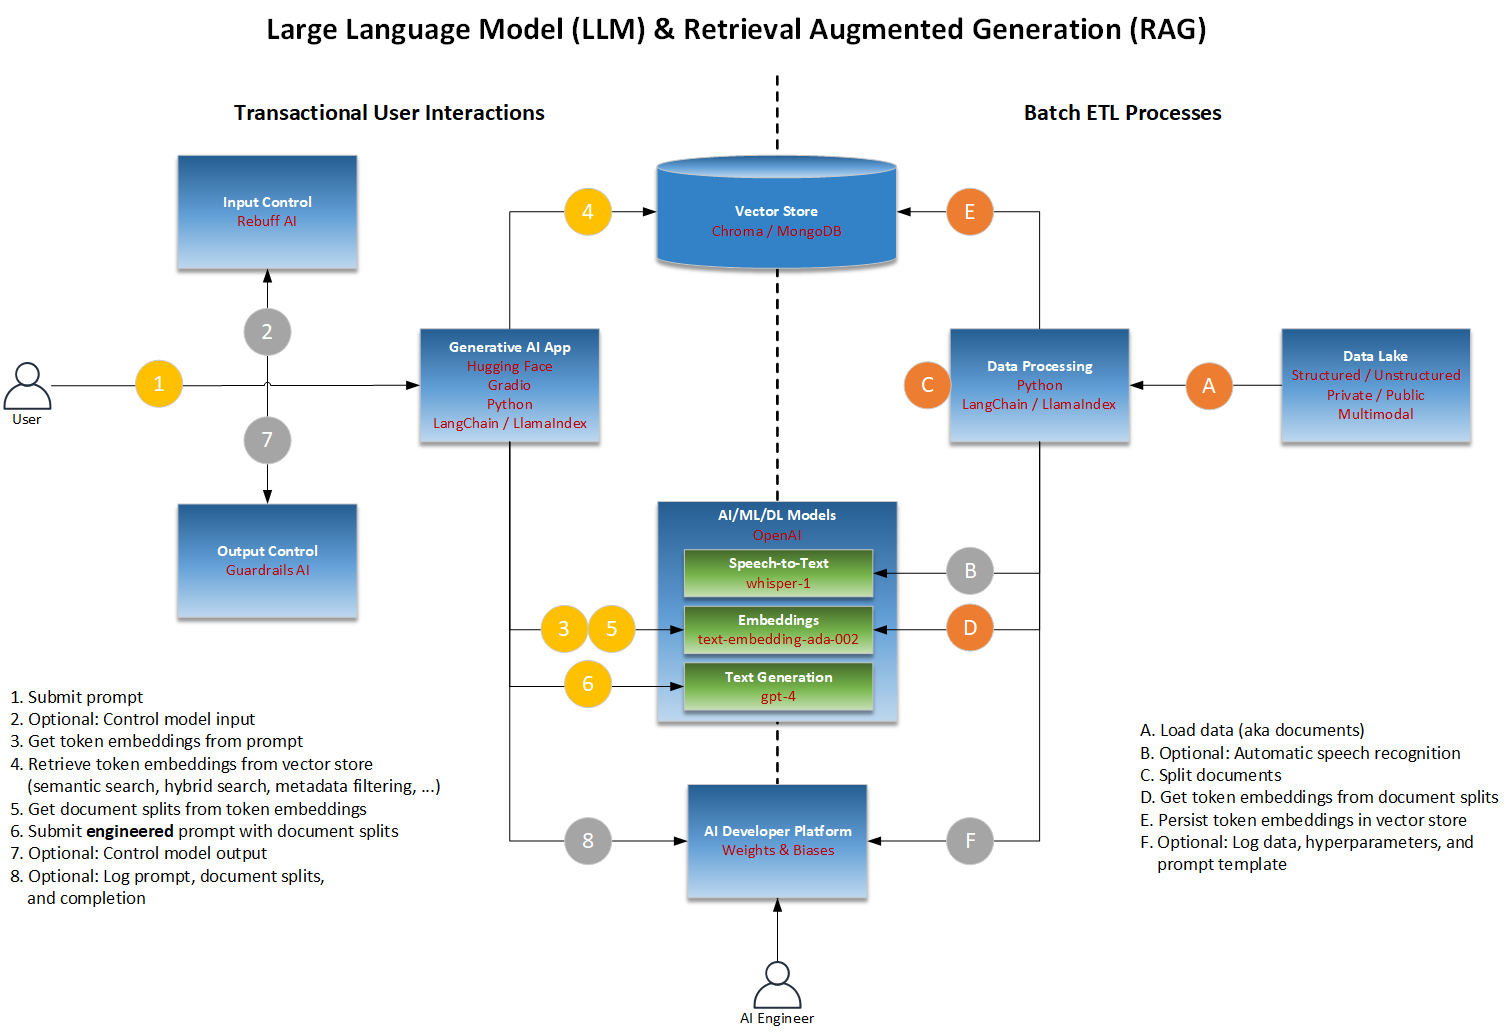 Large Language Model (LLM) & Retrieval Augmented Generation (RAG)
Transactional User Interactions
Batch ETL Processes
Input Control
Rebuff AI
4
Vector Store
Chroma / MongoDB
E
2
User
1
Generative AI App
Hugging Face
Gradio
Python
LangChain / LlamaIndex
C
Data Processing
Python
LangChain / LlamaIndex
A
Data Lake
Structured / Unstructured
Private / Public
Multimodal
7
Output Control
Guardrails AI
AI/ML/DL Models
OpenAI
Speech-to-Text
whisper-1
B
3
5
Embeddings
text-embedding-ada-002
D
6
Text Generation
gpt-4
1. Submit prompt
2. Optional: Control model input
3. Get token embeddings from prompt
4. Retrieve token embeddings from vector store
(semantic search, hybrid search, metadata filtering, ...)
5. Get document splits from token embeddings
6. Submit engineered prompt with document splits
7. Optional: Control model output
8. Optional: Log prompt, document splits,
and completion
8
AI Developer Platform
Weights & Biases
F
A. Load data (aka documents)
B. Optional: Automatic speech recognition
C. Split documents
D. Get token embeddings from document splits
E. Persist token embeddings in vector store
F. Optional: Log data, hyperparameters, and
prompt template
AI Engineer